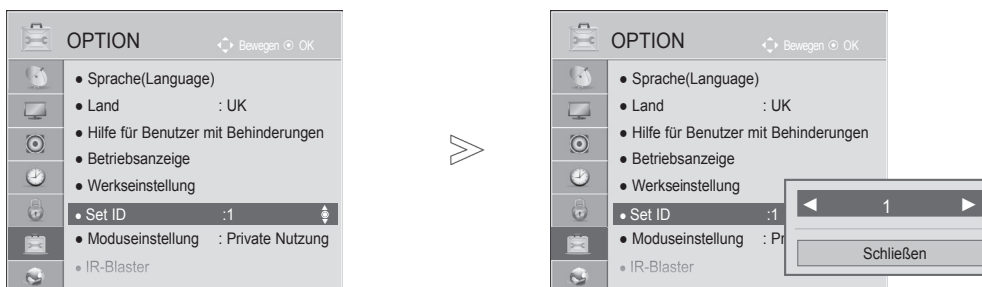 OPTION
Bewegen OK
● Sprache(Language)
● Land : UK
● Hilfe für Benutzer mit Behinderungen
● Betriebsanzeige
● Werkseinstellung
● Set ID :1
● Moduseinstellung : Private Nutzung
● IR-Blaster
OPTION
Bewegen OK
● Sprache(Language)
● Land : UK
● Hilfe für Benutzer mit Behinderungen
● Betriebsanzeige
● Werkseinstellung
● Set ID :1
● Moduseinstellung : Pr
● IR-Blaster
◄ 1 ►
Schließen